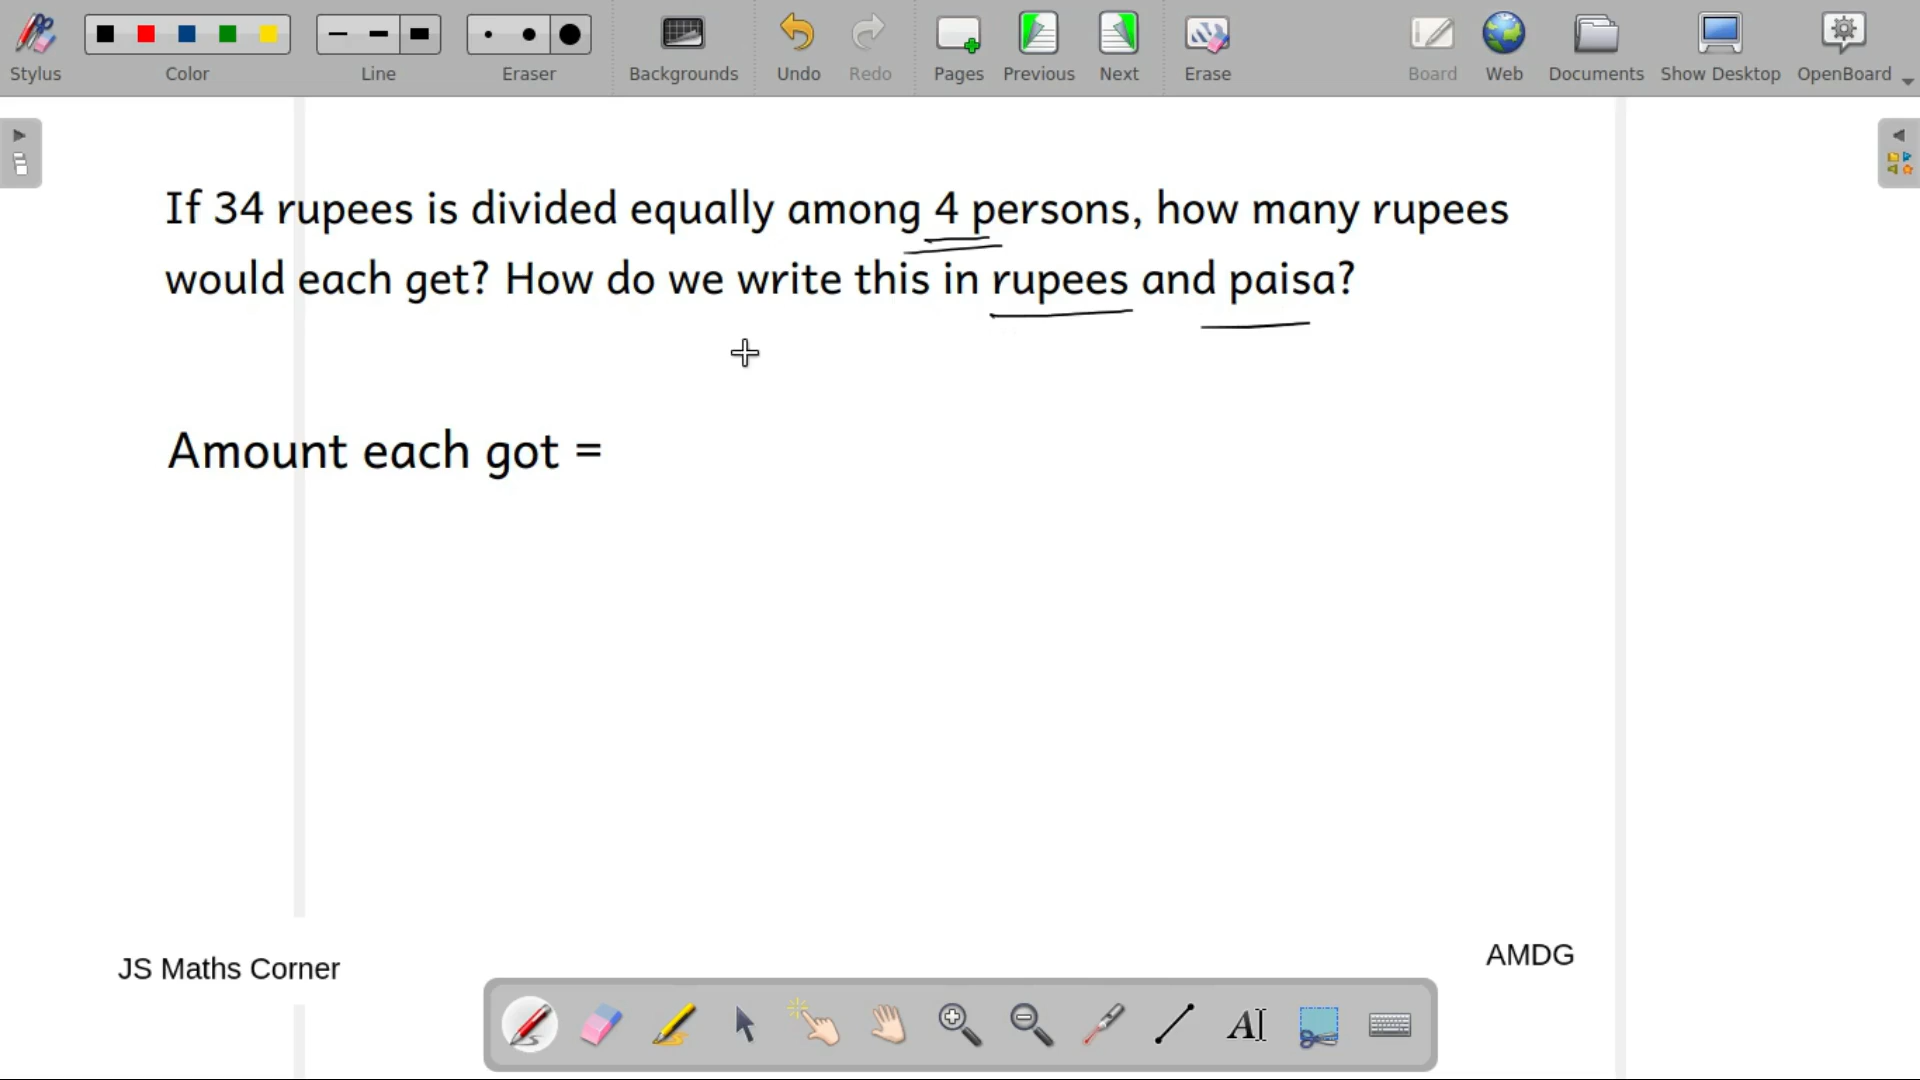 Stylus Color Line Eraser Backgrounds Undo Redo Pages Previous Next Erase Board Web Documents Show Desktop OpenBoard
If 34 rupees is divided equally among 4 persons, how many rupees
would each get? How do we write this in rupees and paisa?
Amount each got =
JS Maths Corner
AMDG